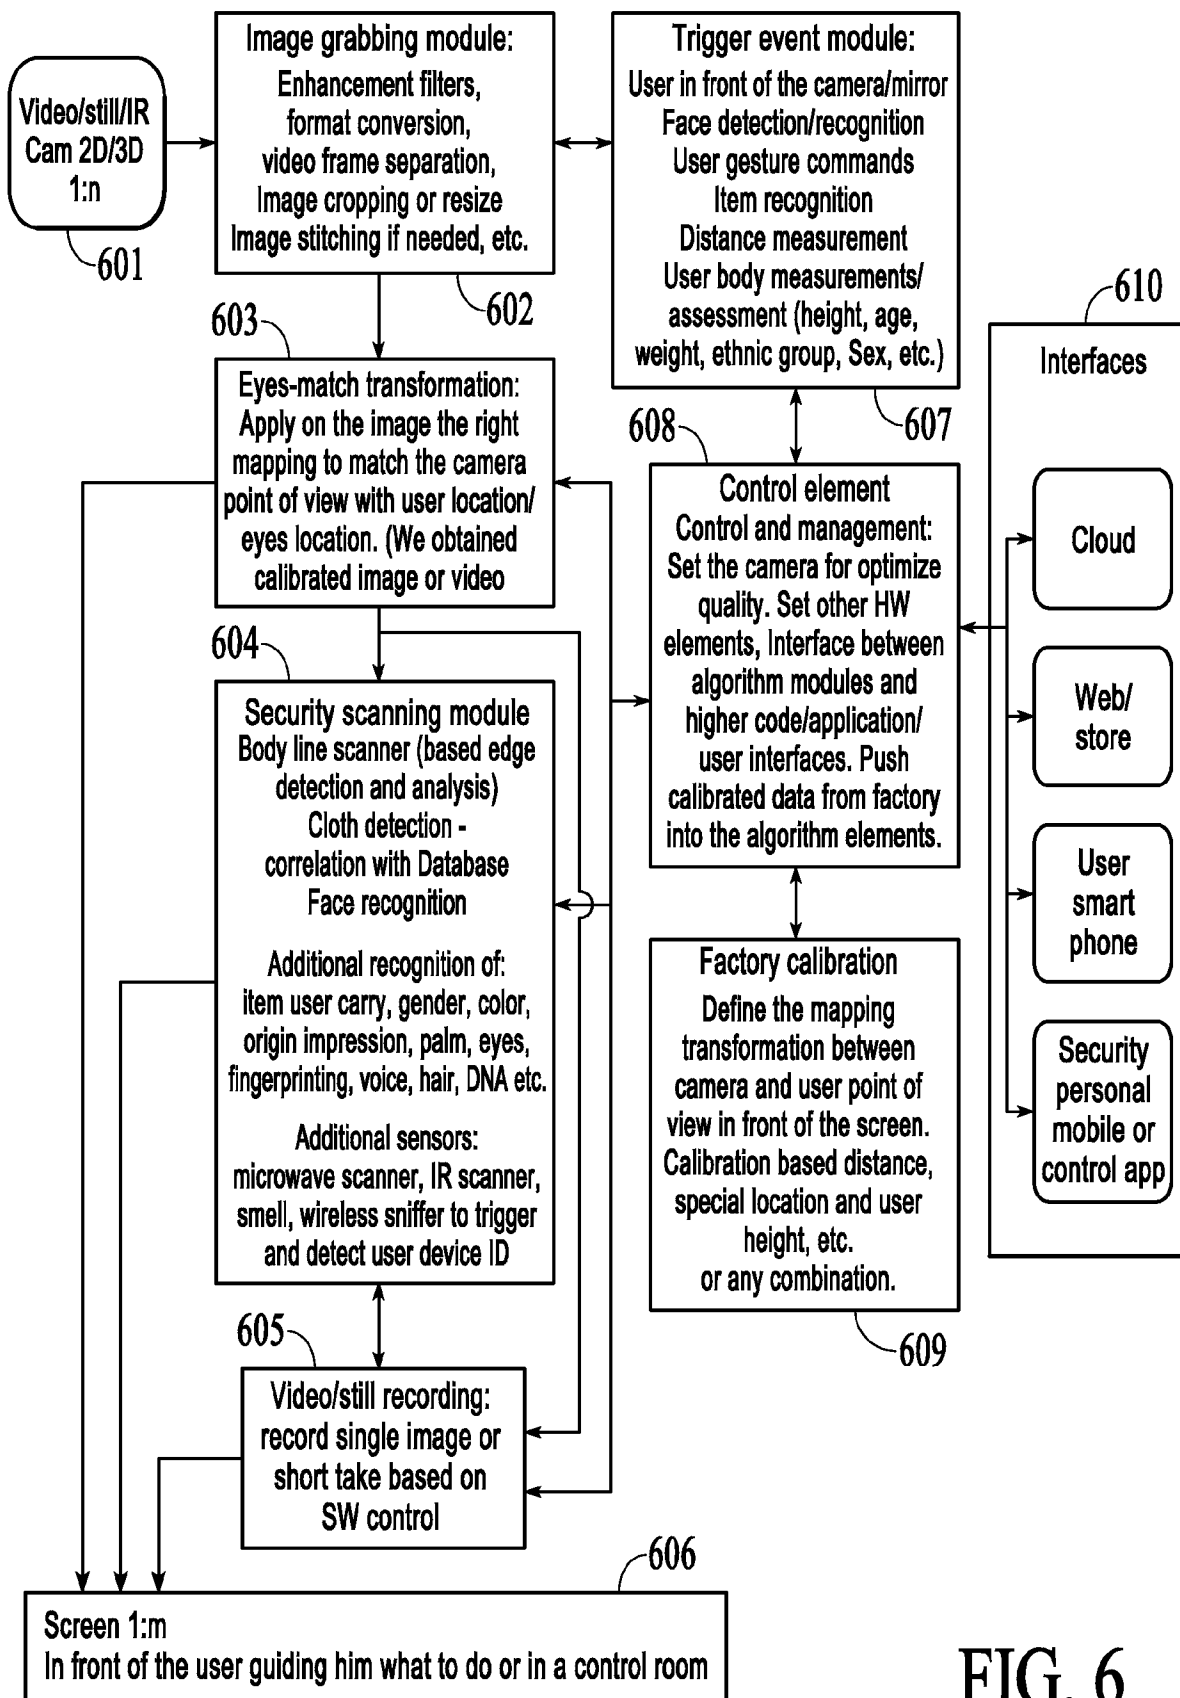 Video/still/IR
Cam 2D/3D
1:n
601
Image grabbing module:
Enhancement filters,
format conversion,
video frame separation,
Image cropping or resize
Image stitching if needed, etc.
602
Trigger event module:
User in front of the camera/mirror
Face detection/recognition
User gesture commands
Item recognition
Distance measurement
User body measurements/
assessment (height, age,
weight, ethnic group, Sex, etc.)
607
603
Eyes-match transformation:
Apply on the image the right
mapping to match the camera
point of view with user location/
eyes location. (We obtained
calibrated image or video
608
Control element
Control and management:
Set the camera for optimize
quality. Set other HW
elements, Interface between
algorithm modules and
higher code/application/
user interfaces. Push
calibrated data from factory
into the algorithm elements.
610
Interfaces
Cloud
Web/
store
User
smart
phone
Security
personal
mobile or
control app
604
Security scanning module
Body line scanner (based edge
detection and analysis)
Cloth detection -
correlation with Database
Face recognition
Additional recognition of:
item user carry, gender, color,
origin impression, palm, eyes,
fingerprinting, voice, hair, DNA etc.
Additional sensors:
microwave scanner, IR scanner,
smell, wireless sniffer to trigger
and detect user device ID
Factory calibration
Define the mapping
transformation between
camera and user point of
view in front of the screen.
Calibration based distance,
special location and user
height, etc.
or any combination.
609
605
Video/still recording:
record single image or
short take based on
SW control
606
Screen 1:m
In front of the user guiding him what to do or in a control room
FIG. 6